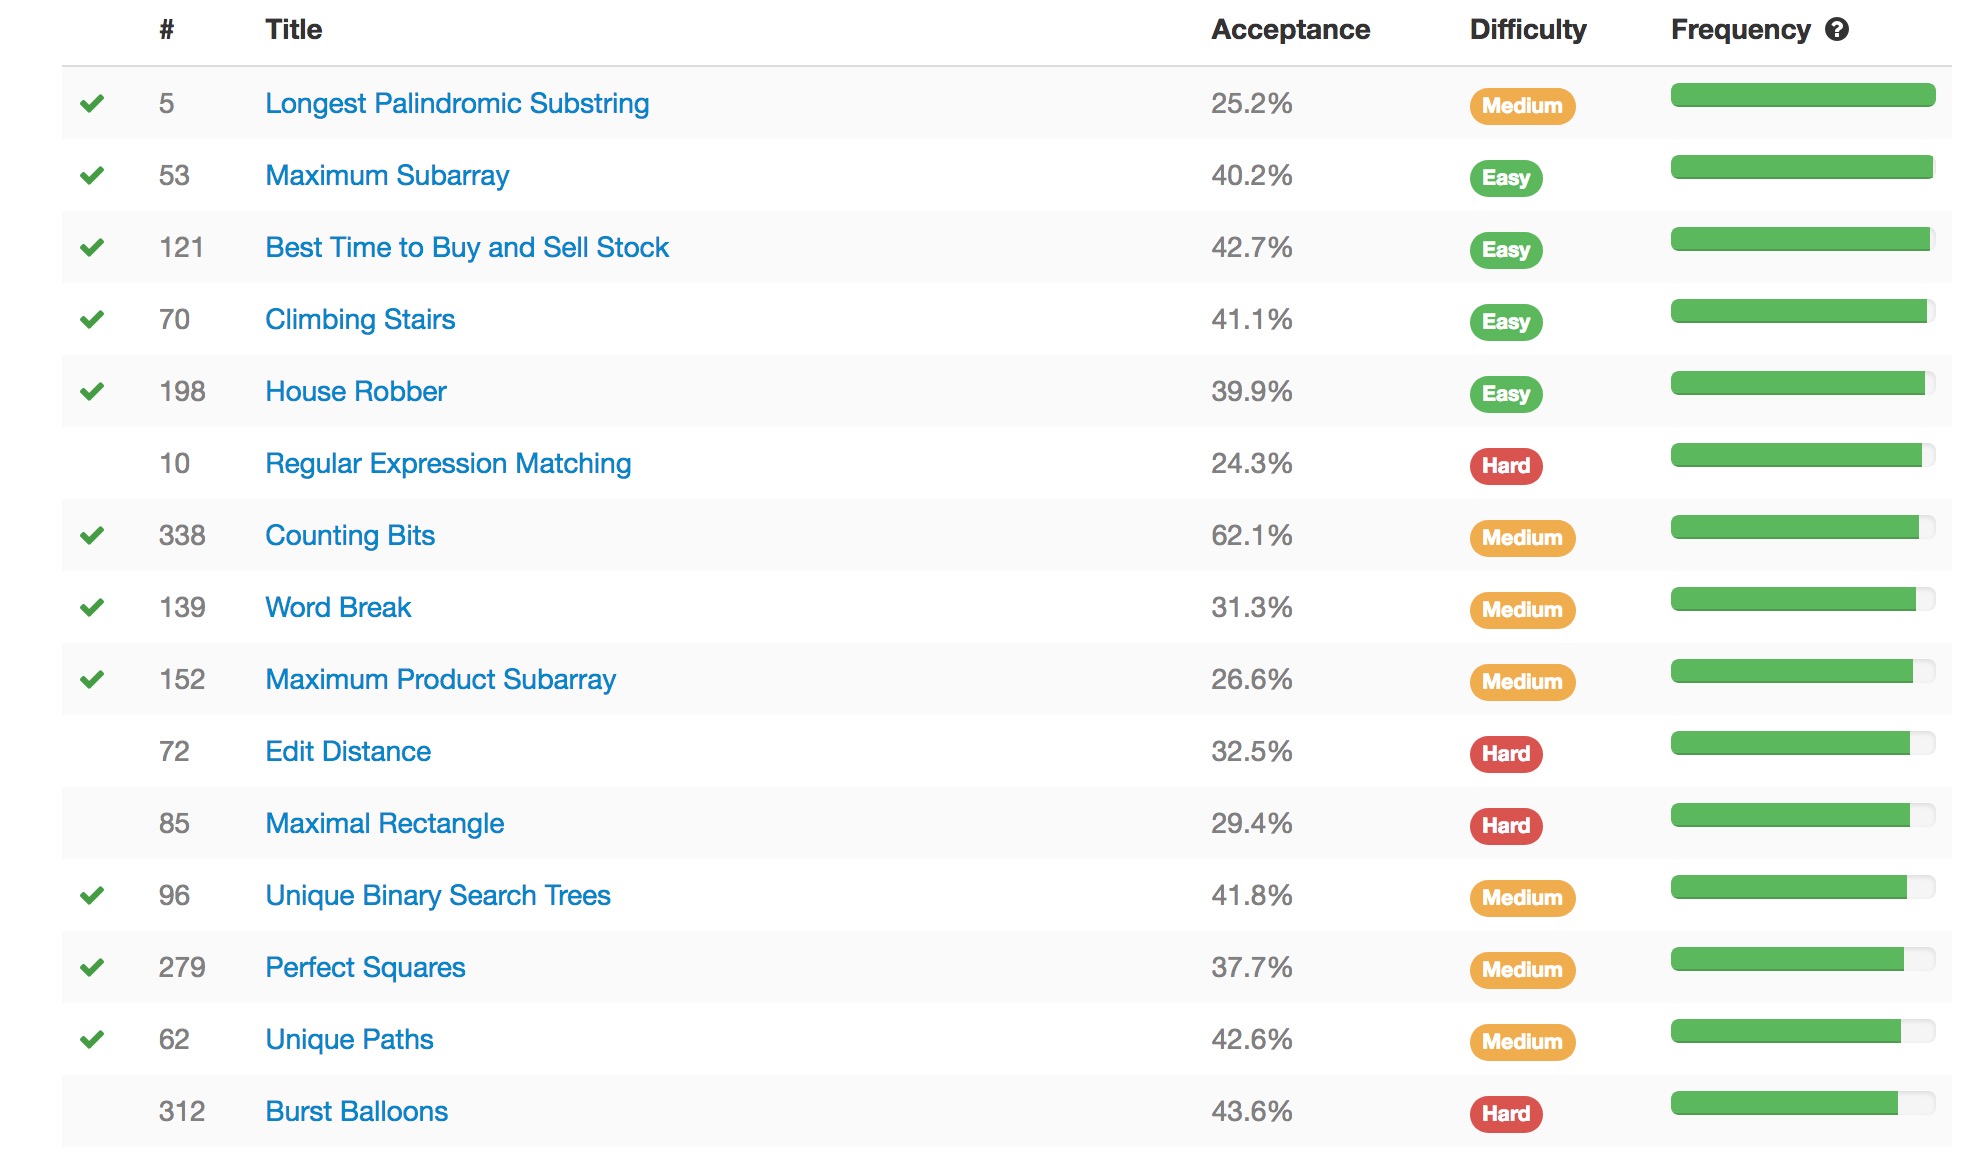 # Title Acceptance Difficulty Frequency ?
5 Longest Palindromic Substring 25.2% Medium
53 Maximum Subarray 40.2% Easy
121 Best Time to Buy and Sell Stock 42.7% Easy
70 Climbing Stairs 41.1% Easy
198 House Robber 39.9% Easy
10 Regular Expression Matching 24.3% Hard
338 Counting Bits 62.1% Medium
139 Word Break 31.3% Medium
152 Maximum Product Subarray 26.6% Medium
72 Edit Distance 32.5% Hard
85 Maximal Rectangle 29.4% Hard
96 Unique Binary Search Trees 41.8% Medium
279 Perfect Squares 37.7% Medium
62 Unique Paths 42.6% Medium
312 Burst Balloons 43.6% Hard